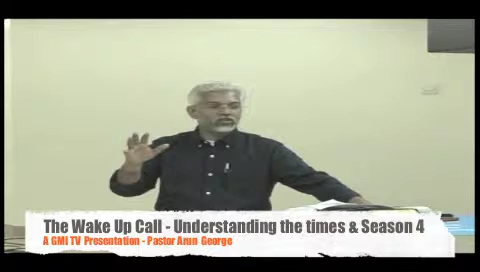 The Wake Up Call - Understanding the times & Season 4
A GMI TV Presentation - Pastor Arun George